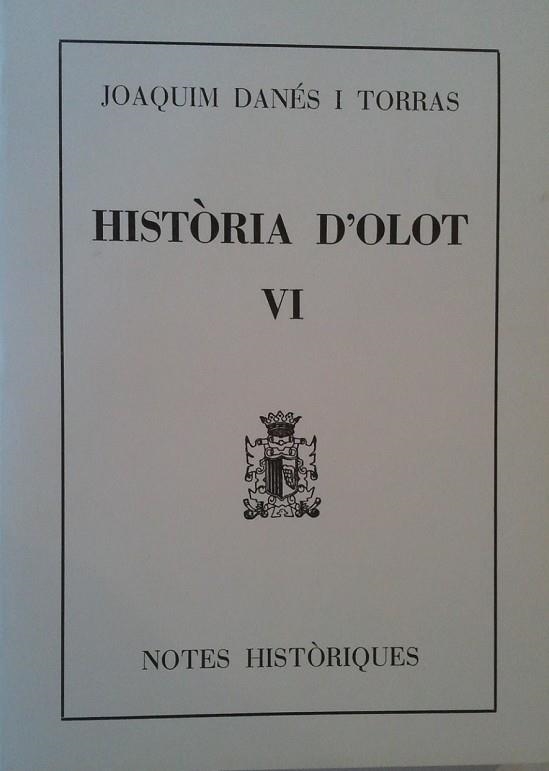 JOAQUIM DANÉS I TORRAS
HISTÒRIA D'OLOT
VI
NOTES HISTÒRIQUES